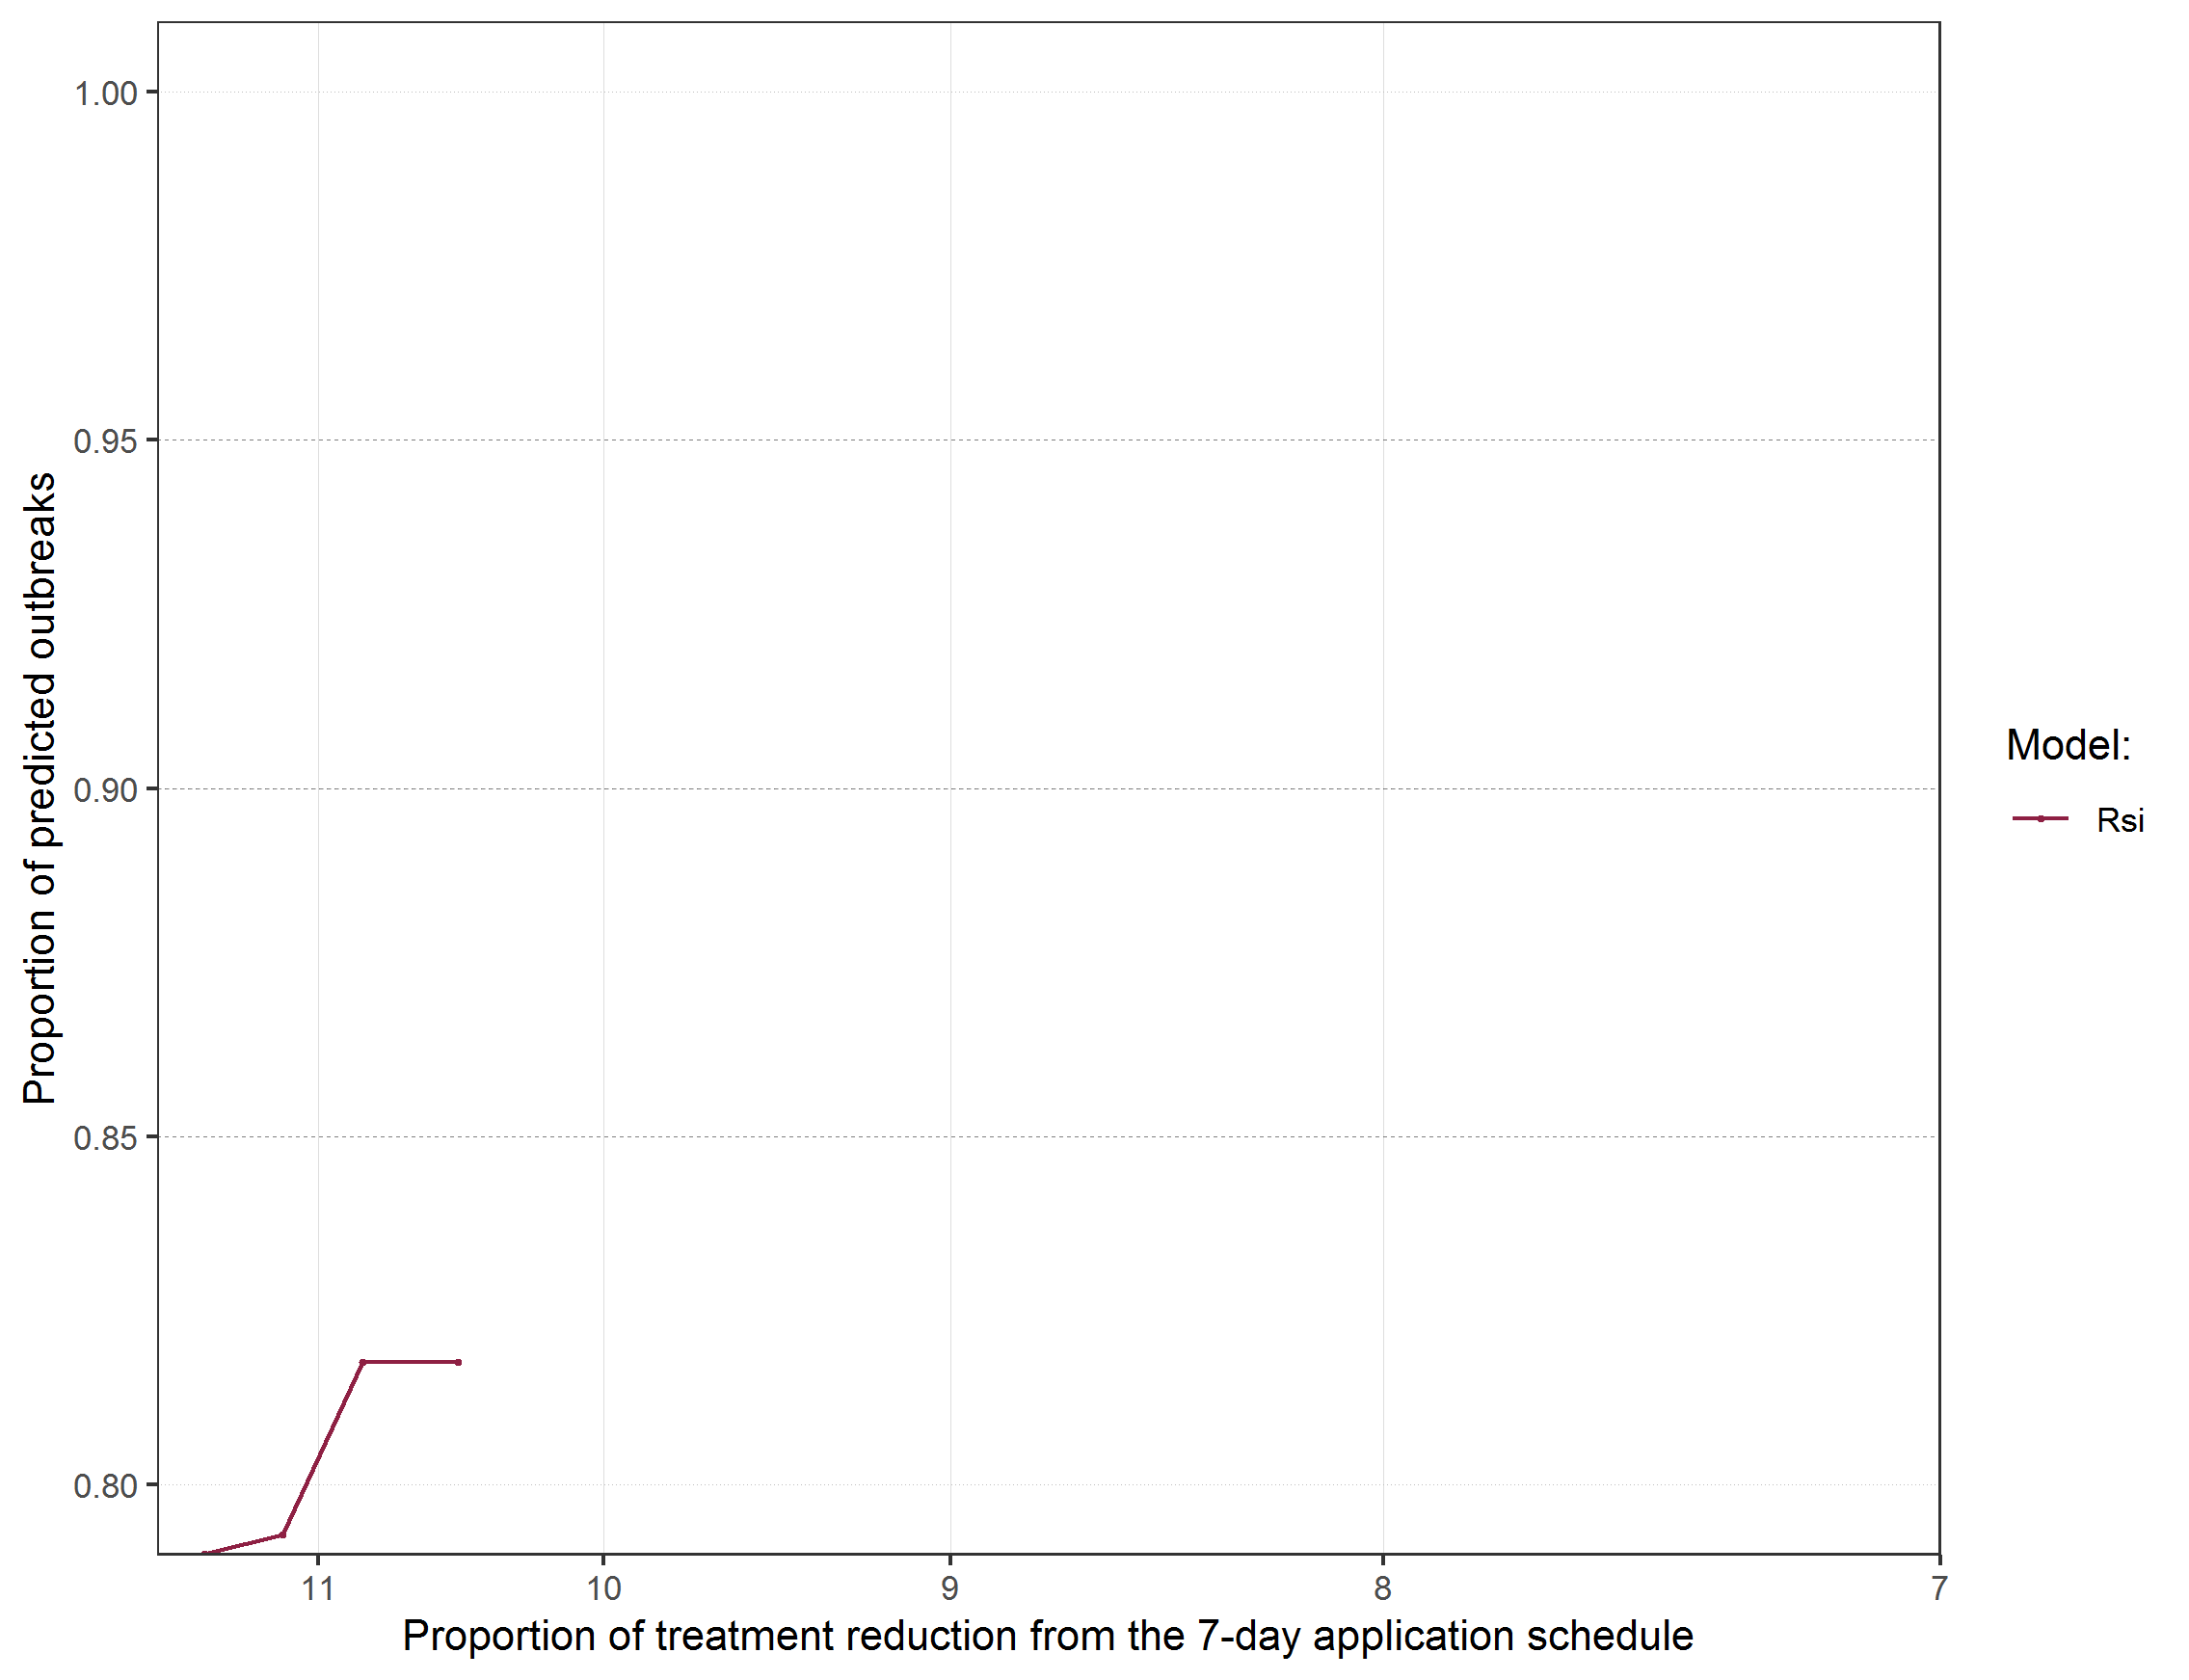 Proportion of predicted outbreaks
1.00
0.95
0.90
0.85
0.80
11 10 9 8 7
Proportion of treatment reduction from the 7-day application schedule
Model:
Rsi